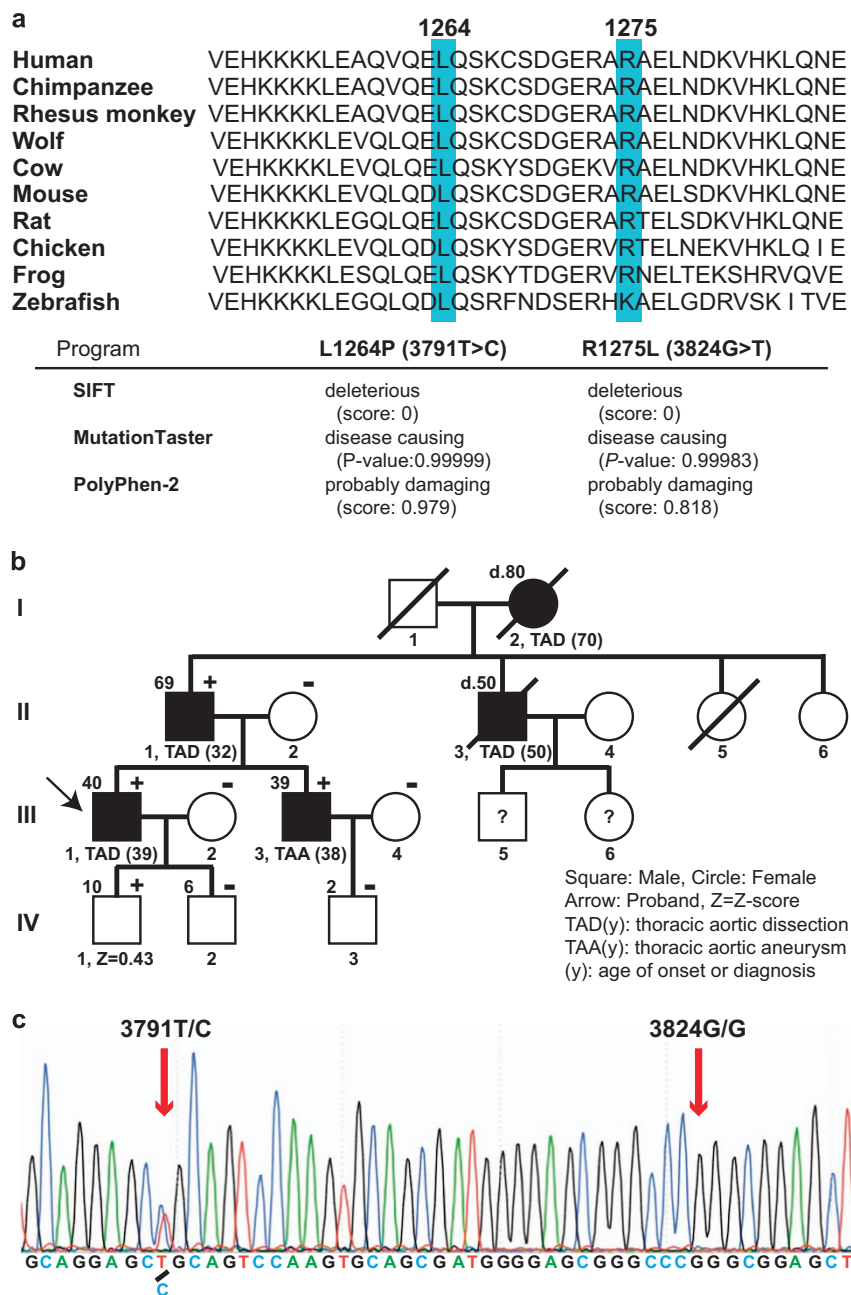 a
1264 1275
Human VEHKKKKLEAQVQELQSKCSDGERARAELNDKVHKLQNE
Chimpanzee VEHKKKKLEAQVQELQSKCSDGERARAELNDKVHKLQNE
Rhesus monkey VEHKKKKLEAQVQELQSKCSDGERARAELNDKVHKLQNE
Wolf VEHKKKKLEVQLQELQSKCSDGERARAELNDKVHKLQNE
Cow VEHKKKKLEVQLQELQSKYSDGEKVRAELNDKVHKLQNE
Mouse VEHKKKKLEVQLQDLQSKCSDGERARAELSDKVHKLQNE
Rat VEHKKKKLEGQLQELQSKCSDGERARTELSDKVHKLQNE
Chicken VEHKKKKLEVQLQDLQSKYSDGERVRTELNEKVHKLQ I E
Frog VEHKKKKLESQLQELQSKYTDGERVRNELTEKSHRVQVE
Zebrafish VEHKKKKLEGQLQDLQSRFNDSERHKAELGDRVSK I TVE
Program L1264P (3791T>C) R1275L (3824G>T)
SIFT deleterious deleterious
(score: 0) (score: 0)
MutationTaster disease causing disease causing
(P-value:0.99999) (P-value: 0.99983)
PolyPhen-2 probably damaging probably damaging
(score: 0.979) (score: 0.818)
b
I
d.80
1 2, TAD (70)
II
69 + - d.50
1, TAD (32) 2 3, TAD (50) 4 5 6
III
40 + - 39 + -
? ?
1, TAD (39) 2 3, TAA (38) 4 5 6
IV
10 + 6 - 2 -
1, Z=0.43 2 3
Square: Male, Circle: Female
Arrow: Proband, Z=Z-score
TAD(y): thoracic aortic dissection
TAA(y): thoracic aortic aneurysm
(y): age of onset or diagnosis
c
3791T/C 3824G/G
GCAGGAGCTGCAGTCCAAGTGCAGCGATGGGGAGCGGGCCCGGGCGGAGCT
C